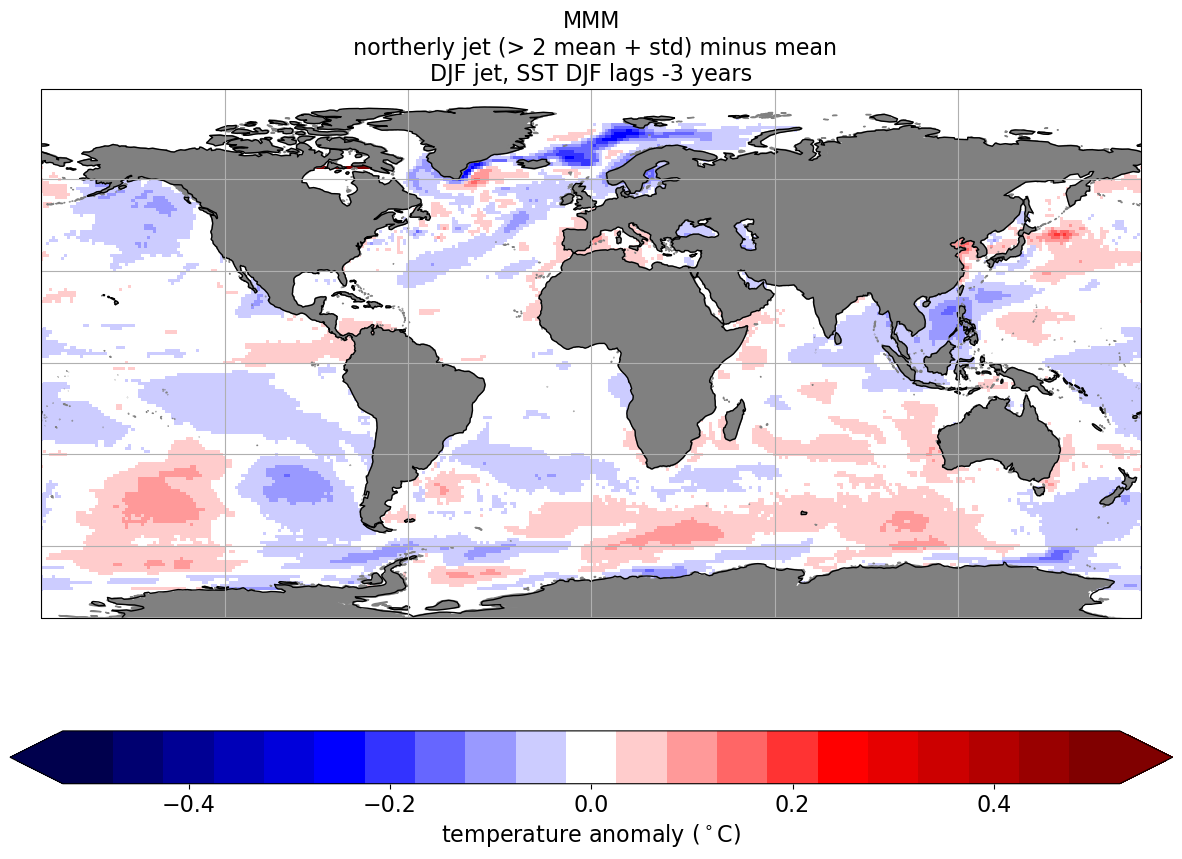 MMM
northerly jet (> 2 mean + std) minus mean
DJF jet, SST DJF lags -3 years
−0.4 −0.2 0.0 0.2 0.4
temperature anomaly (°C)